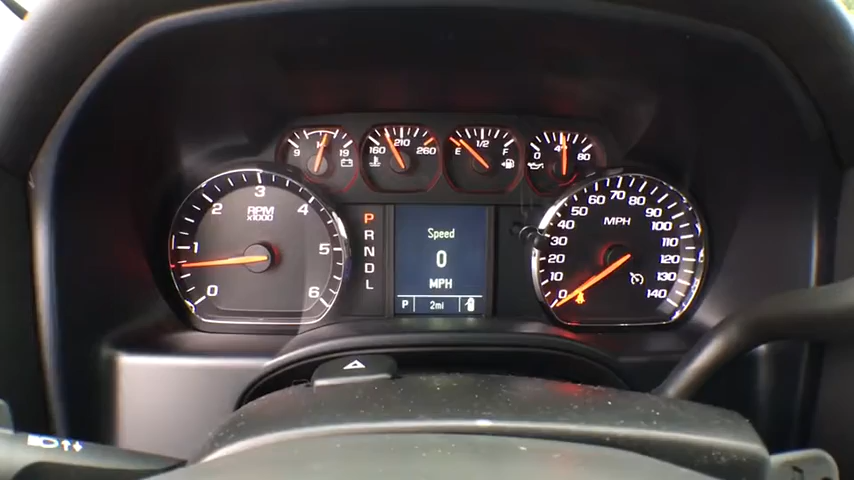 9 14 19
160 210 260
E 1/2 F
0 40 80
RPM
x1000
0 1 2 3 4 5 6
P
R
N
D
L
Speed
0
MPH
P 2mi
MPH
0 10 20 30 40 50 60 70 80 90 100 110 120 130 140